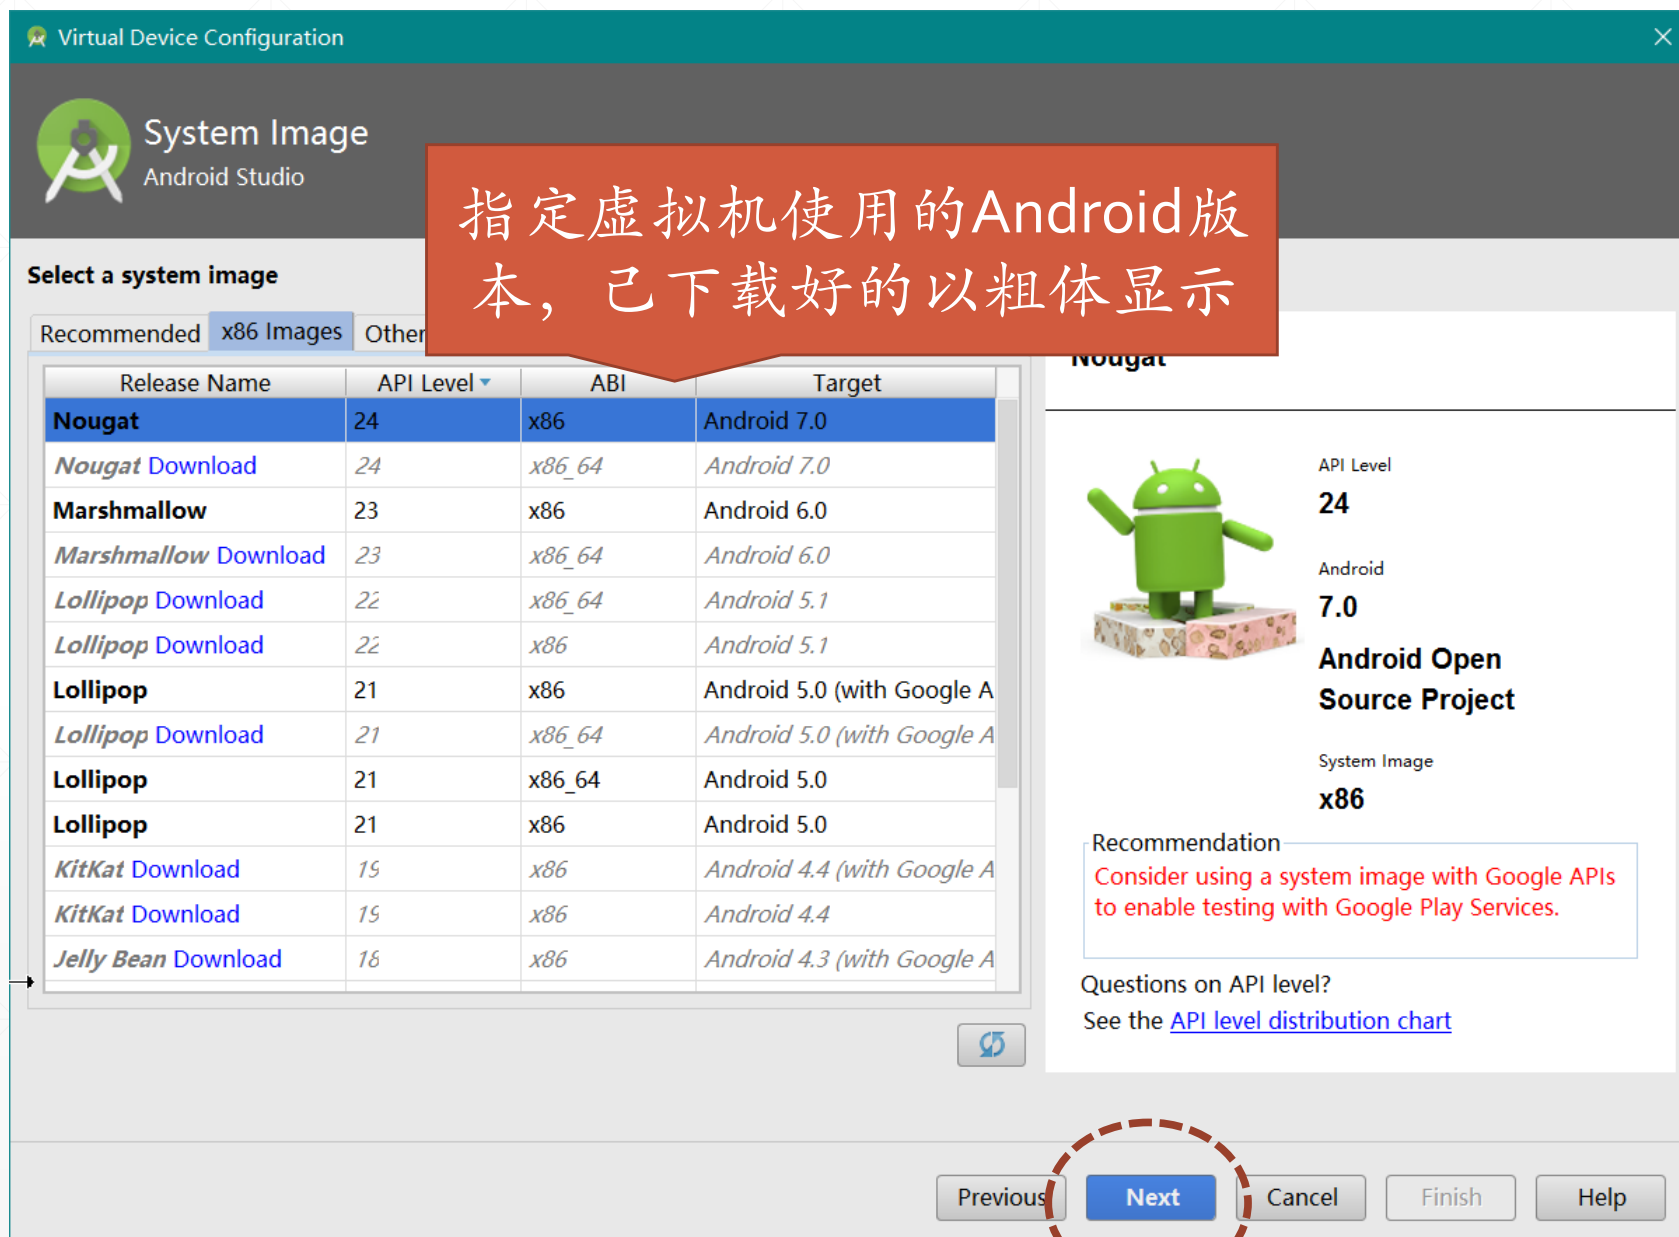 Virtual Device Configuration
System Image
Android Studio
指定虚拟机使用的Android版
本，已下载好的以粗体显示
Select a system image
Recommended x86 Images Other
Release Name API Level ABI Target
Nougat 24 x86 Android 7.0
Nougat Download 24 x86_64 Android 7.0
Marshmallow 23 x86 Android 6.0
Marshmallow Download 23 x86_64 Android 6.0
Lollipop Download 22 x86_64 Android 5.1
Lollipop Download 22 x86 Android 5.1
Lollipop 21 x86 Android 5.0 (with Google A
Lollipop Download 21 x86_64 Android 5.0 (with Google A
Lollipop 21 x86_64 Android 5.0
Lollipop 21 x86 Android 5.0
KitKat Download 19 x86 Android 4.4 (with Google A
KitKat Download 19 x86 Android 4.4
Jelly Bean Download 18 x86 Android 4.3 (with Google A
Nougat
API Level
24
Android
7.0
Android Open
Source Project
System Image
x86
Recommendation
Consider using a system image with Google APIs
to enable testing with Google Play Services.
Questions on API level?
See the API level distribution chart
Previous Next Cancel Finish Help